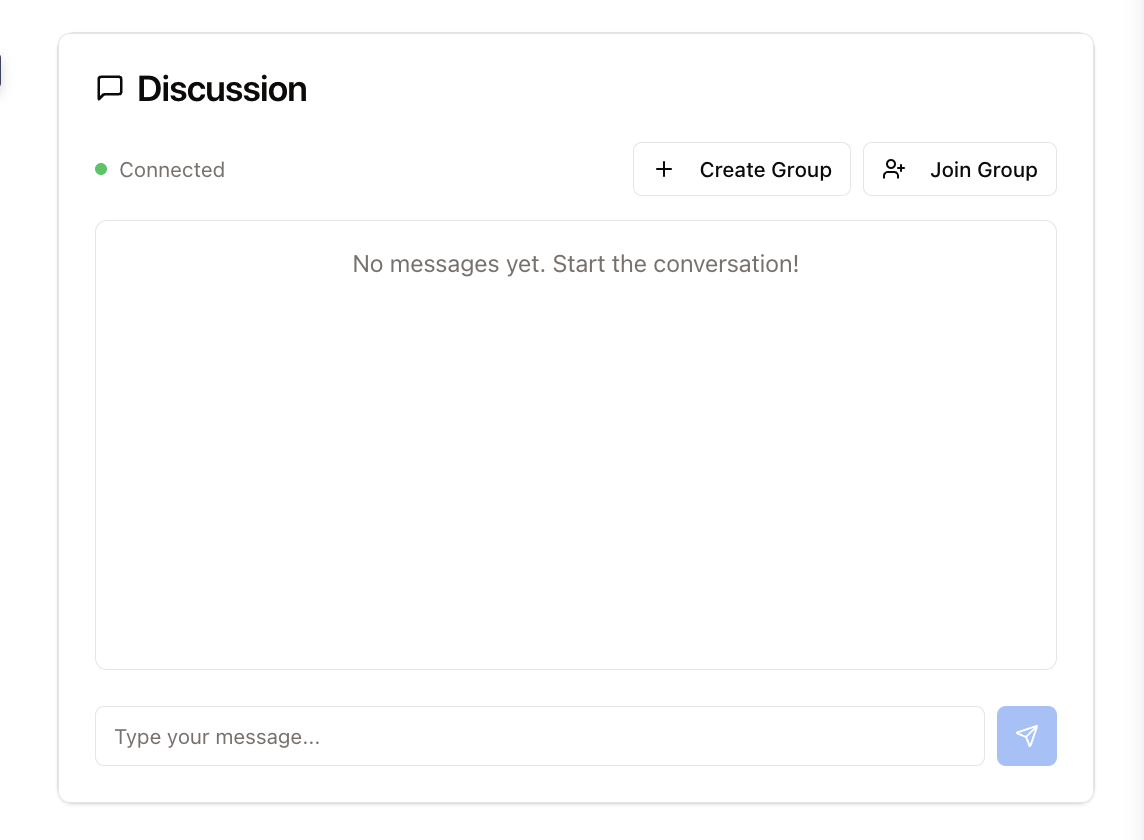 Discussion
Connected
Create Group
Join Group
No messages yet. Start the conversation!
Type your message...